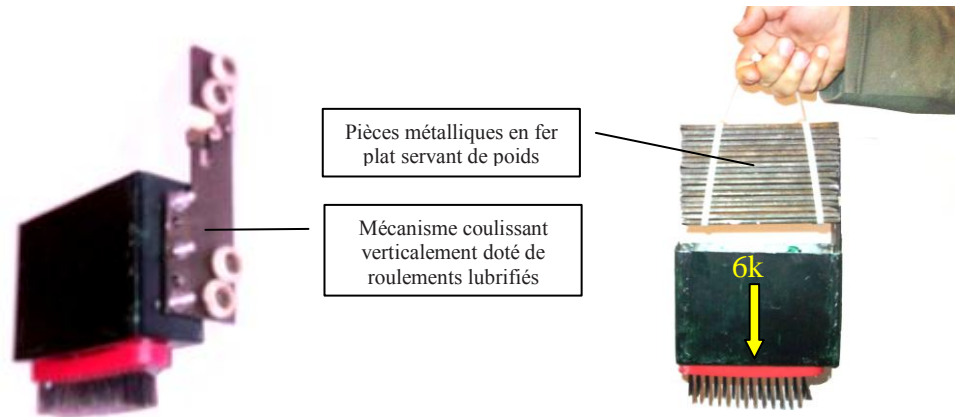 Pièces métalliques en fer
plat servant de poids
Mécanisme coulissant
verticalement doté de
roulements lubrifiés
6k